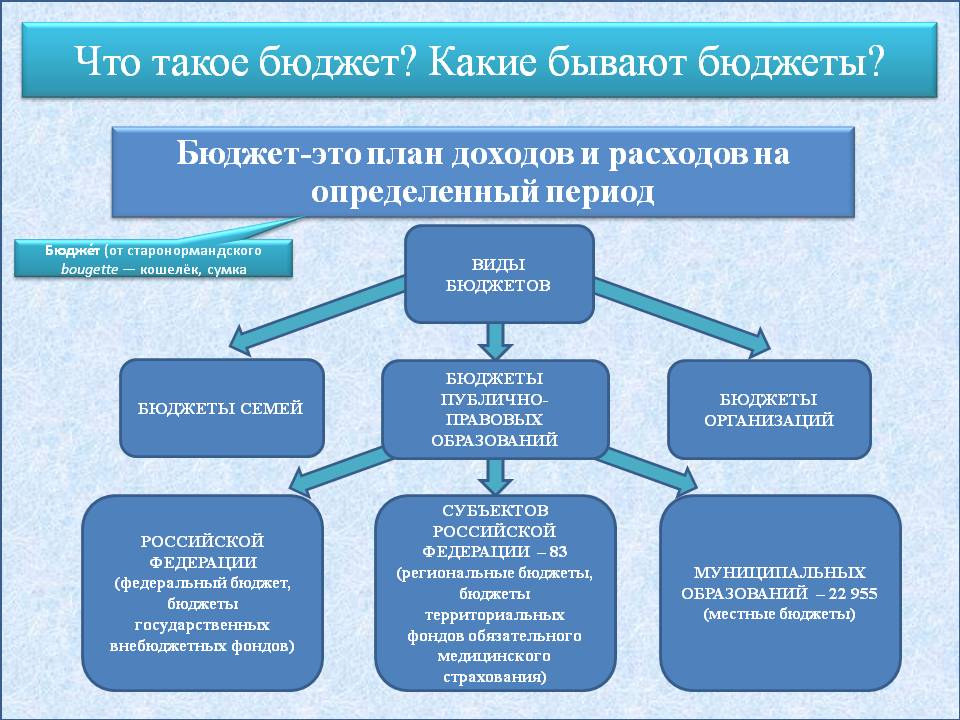 Что такое бюджет? Какие бывают бюджеты?
Бюджет-это план доходов и расходов на
определенный период
Бюдже́т (от старонормандского
bougette — кошелёк, сумка
ВИДЫ
БЮДЖЕТОВ
БЮДЖЕТЫ СЕМЕЙ
БЮДЖЕТЫ
ПУБЛИЧНО-
ПРАВОВЫХ
ОБРАЗОВАНИЙ
БЮДЖЕТЫ
ОРГАНИЗАЦИЙ
РОССИЙСКОЙ
ФЕДЕРАЦИИ
(федеральный бюджет,
бюджеты
государственных
внебюджетных фондов)
СУБЪЕКТОВ
РОССИЙСКОЙ
ФЕДЕРАЦИИ – 83
(региональные бюджеты,
бюджеты
территориальных
фондов обязательного
медицинского
страхования)
МУНИЦИПАЛЬНЫХ
ОБРАЗОВАНИЙ – 22 955
(местные бюджеты)